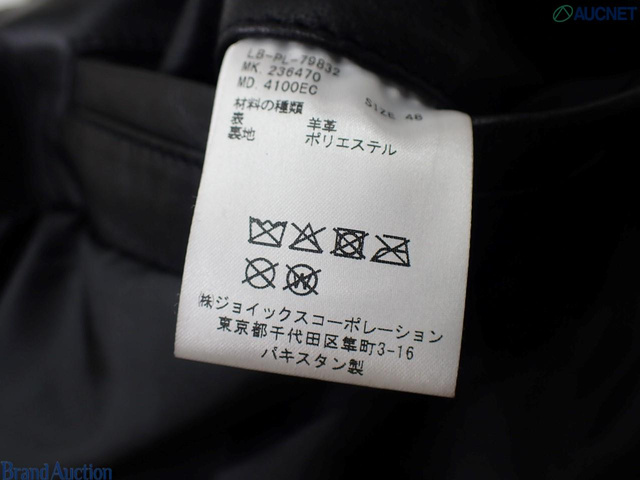 AUCNET
LB-PL-79832
MK. 236470
MD. 4100EC
SIZE 48
材料の種類
表 羊革
裏地 ポリエステル
W
㈱ジョイックスコーポレーション
東京都千代田区隼町3-16
パキスタン製
Brand Auction